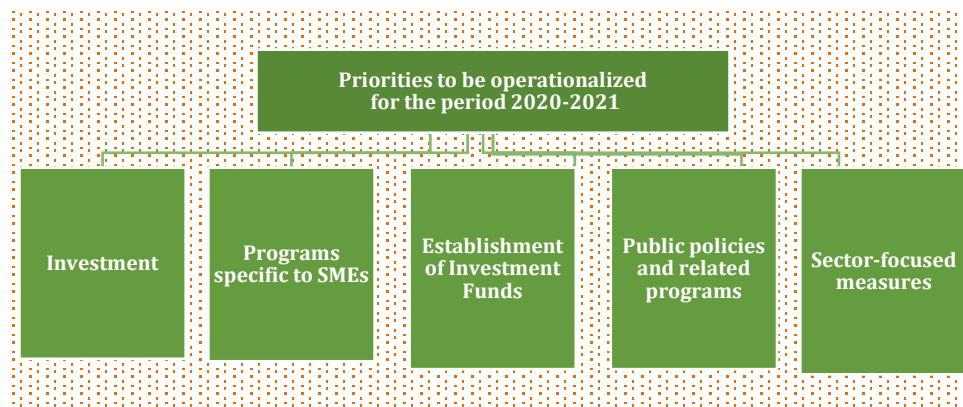 Priorities to be operationalized
for the period 2020-2021
Investment
Programs
specific to SMEs
Establishment
of Investment
Funds
Public policies
and related
programs
Sector-focused
measures